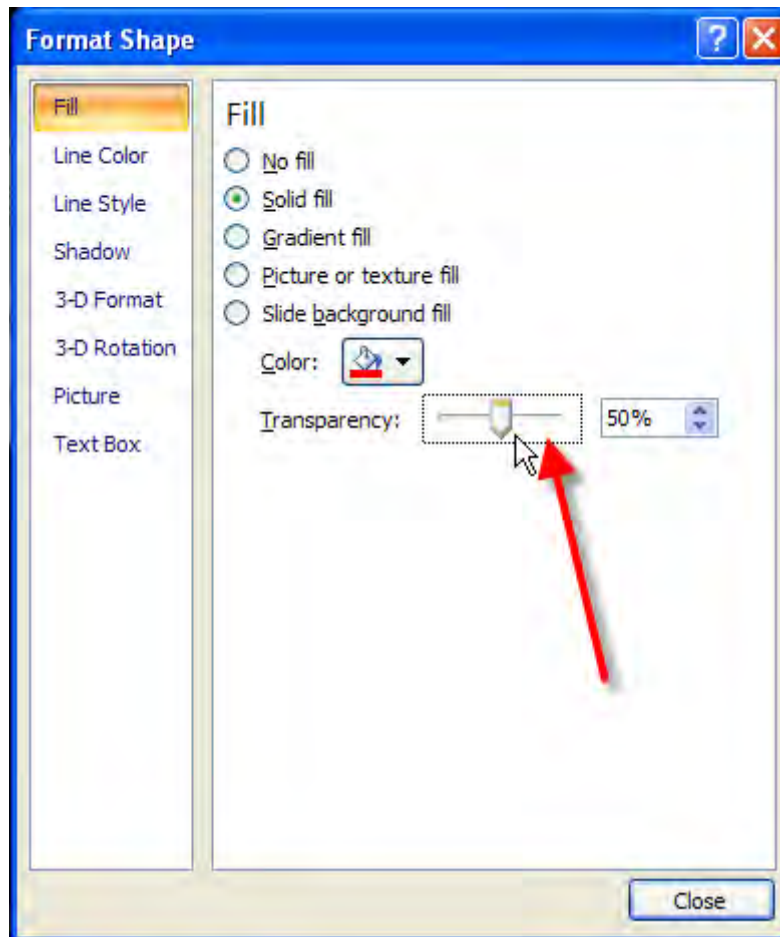 Format Shape
Fill
Line Color
Line Style
Shadow
3-D Format
3-D Rotation
Picture
Text Box
Fill
No fill
Solid fill
Gradient fill
Picture or texture fill
Slide background fill
Color:
Transparency: 50%
Close